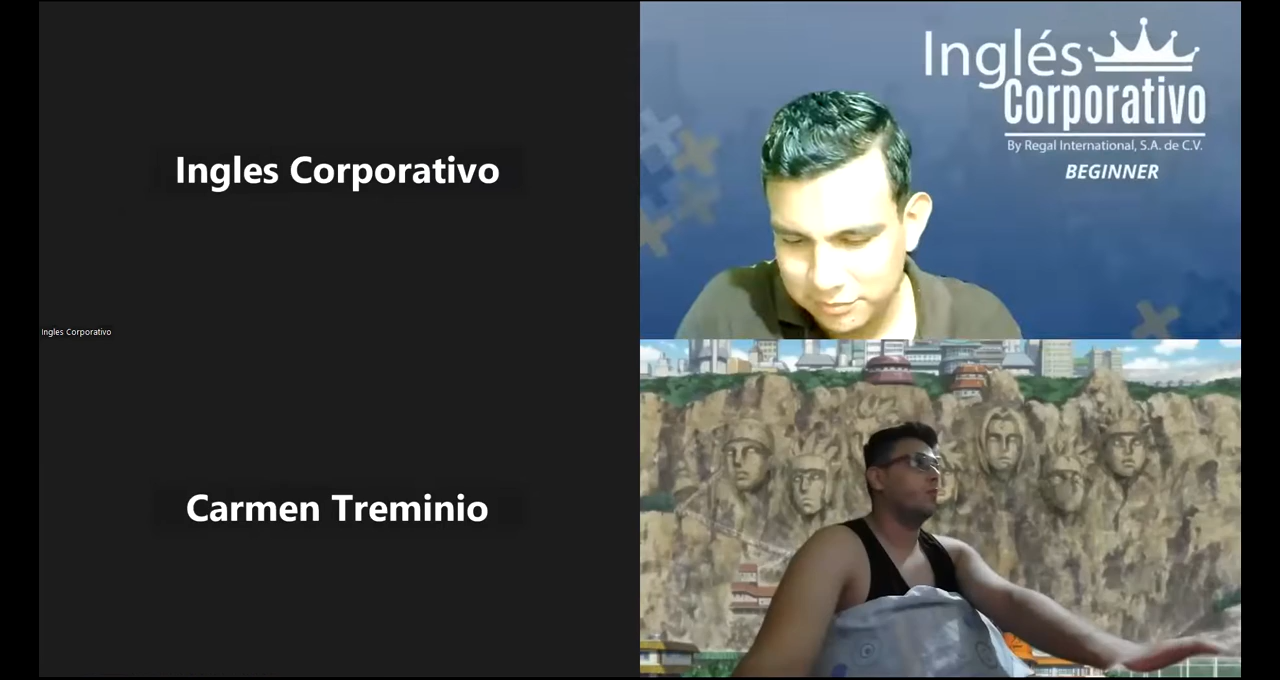 Ingles Corporativo
Inglés
Corporativo
By Regal International, S.A. de C.V.
BEGINNER
Ingles Corporativo
Carmen Treminio